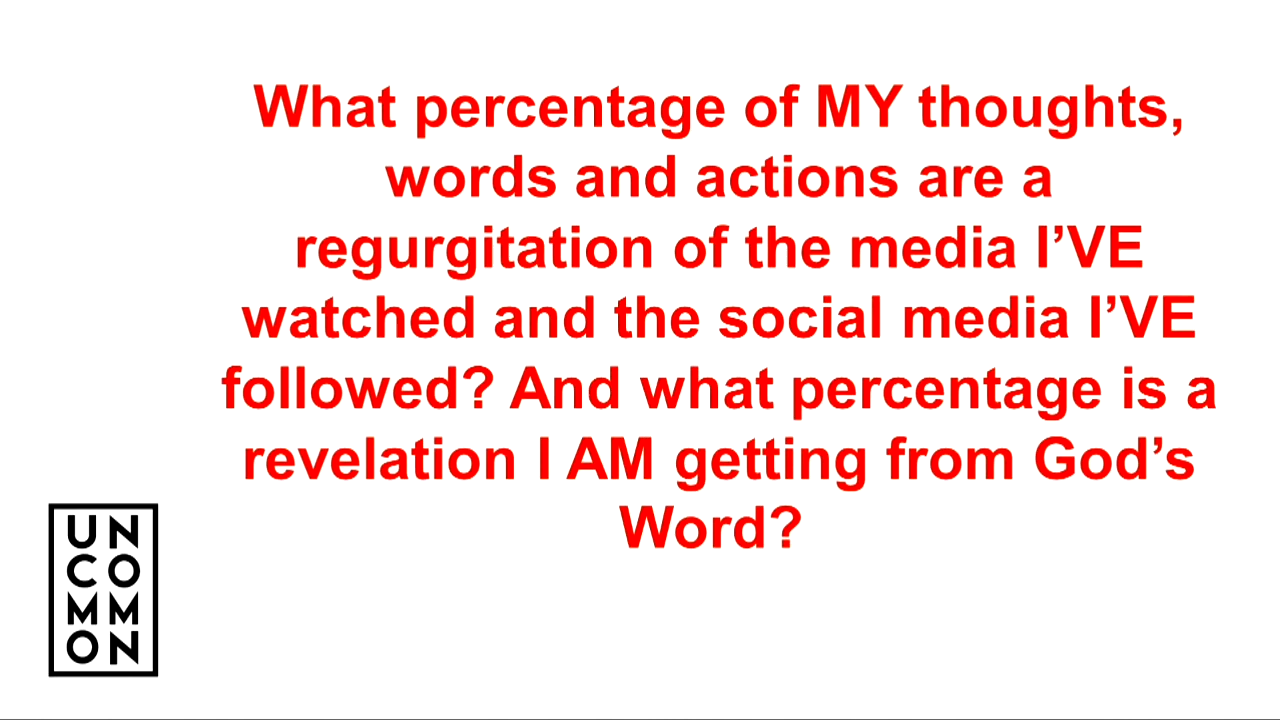 What percentage of MY thoughts,
words and actions are a
regurgitation of the media I’VE
watched and the social media I’VE
followed? And what percentage is a
revelation I AM getting from God’s
Word?
UN
CO
MM
ON